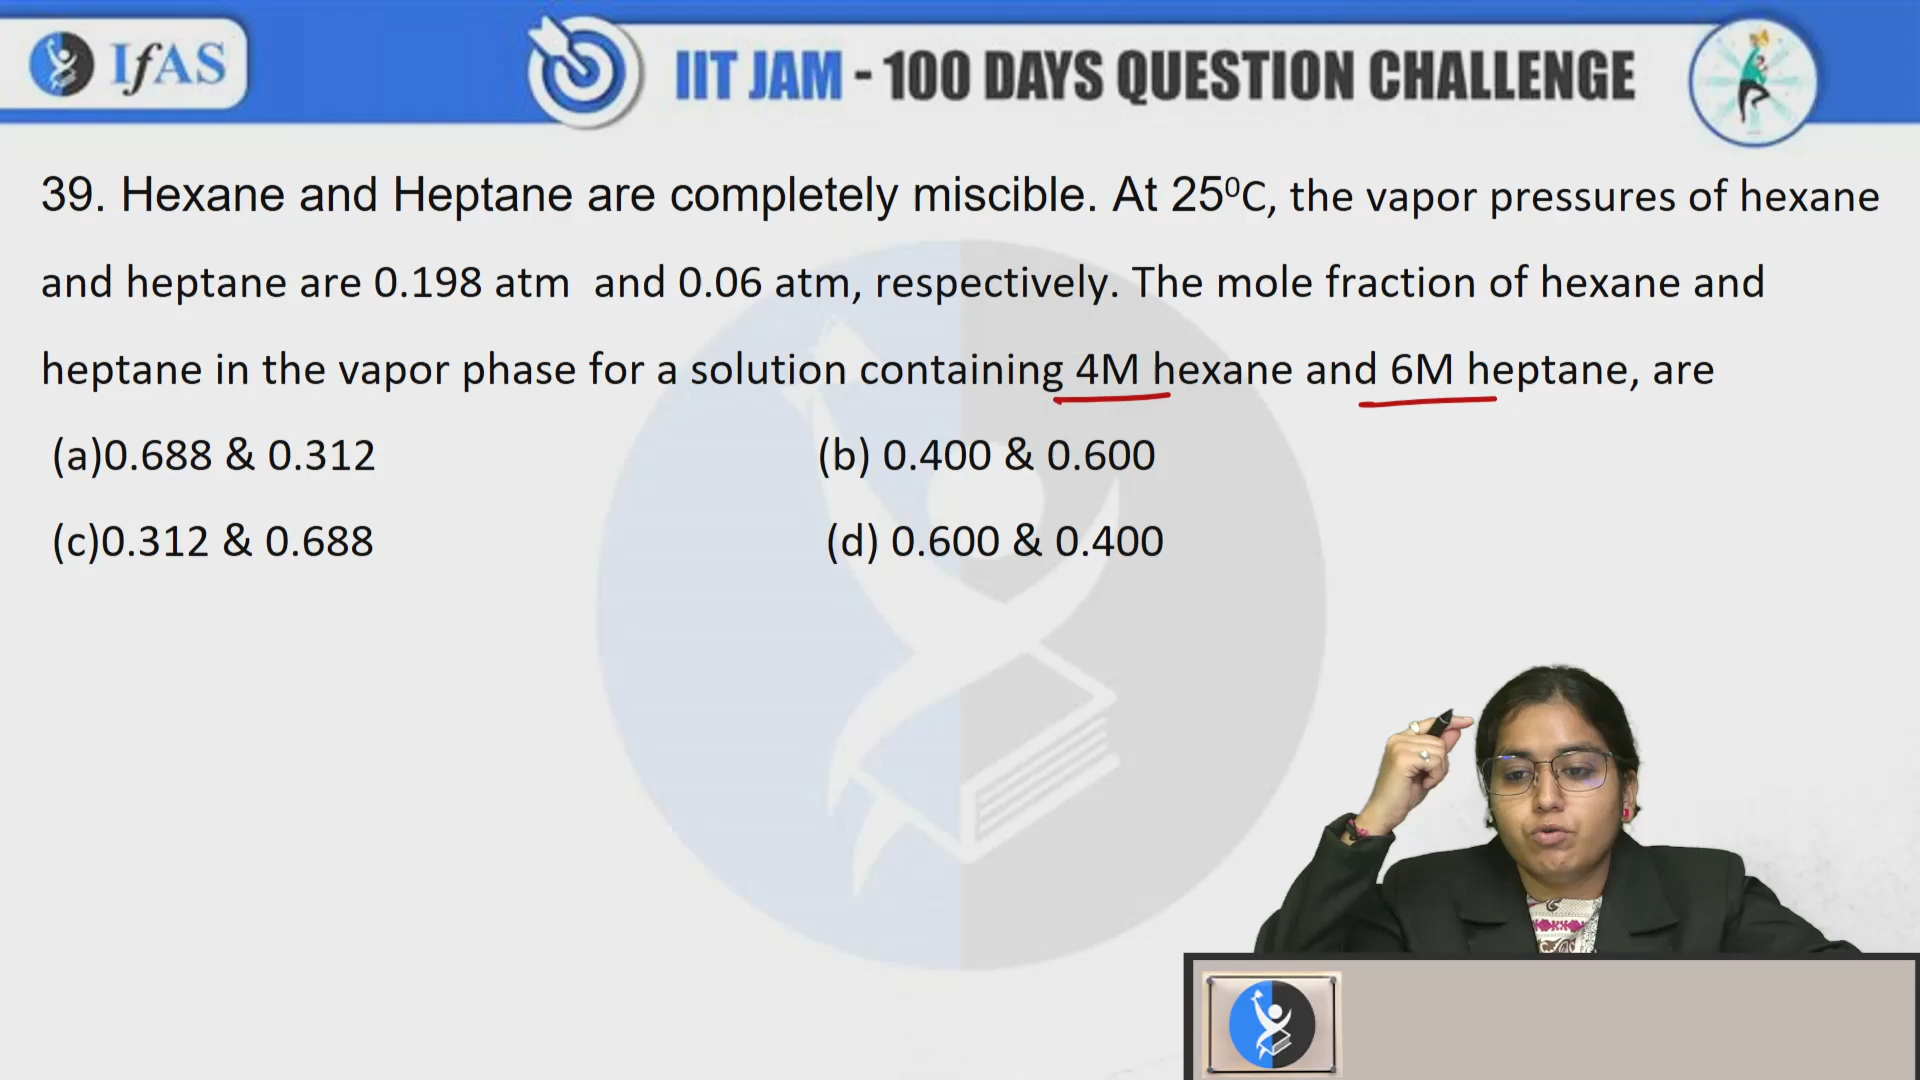 IfAS
IIT JAM - 100 DAYS QUESTION CHALLENGE
39. Hexane and Heptane are completely miscible. At 25⁰C, the vapor pressures of hexane
and heptane are 0.198 atm and 0.06 atm, respectively. The mole fraction of hexane and
heptane in the vapor phase for a solution containing 4M hexane and 6M heptane, are
(a)0.688 & 0.312 (b) 0.400 & 0.600
(c)0.312 & 0.688 (d) 0.600 & 0.400